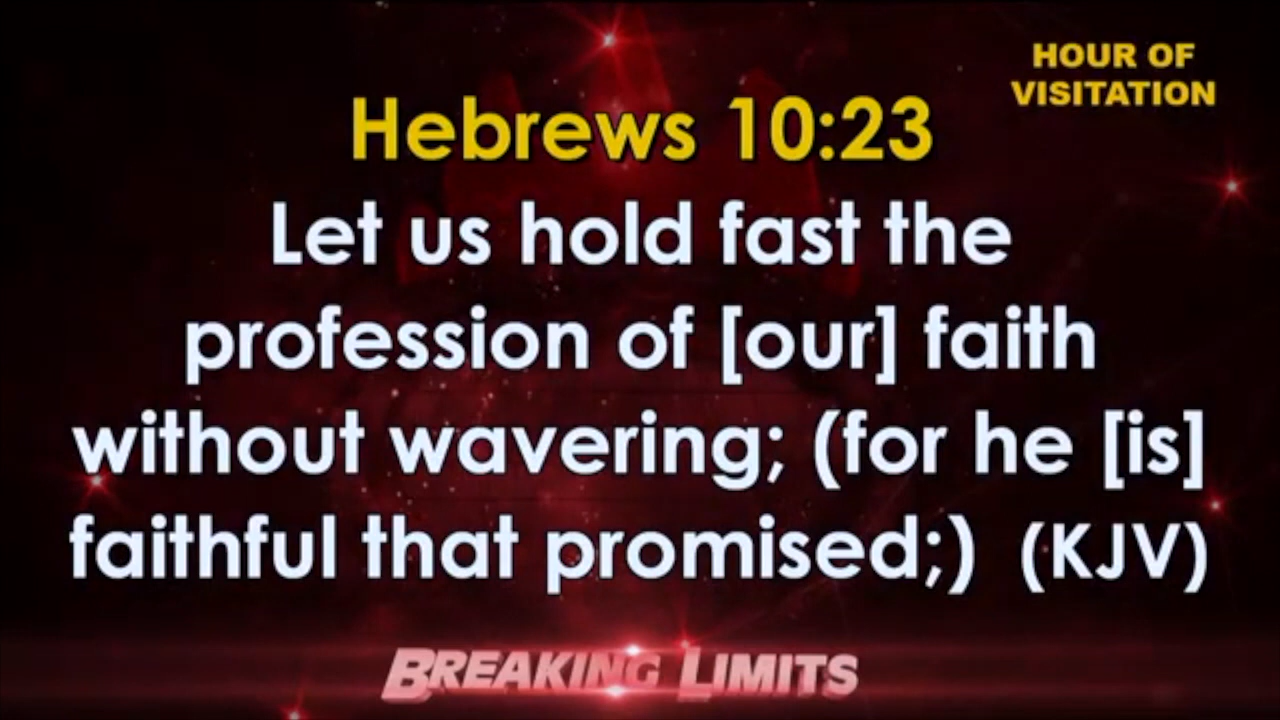 HOUR OF
VISITATION
Hebrews 10:23
Let us hold fast the
profession of [our] faith
without wavering; (for he [is]
faithful that promised;) (KJV)
BREAKING LIMITS